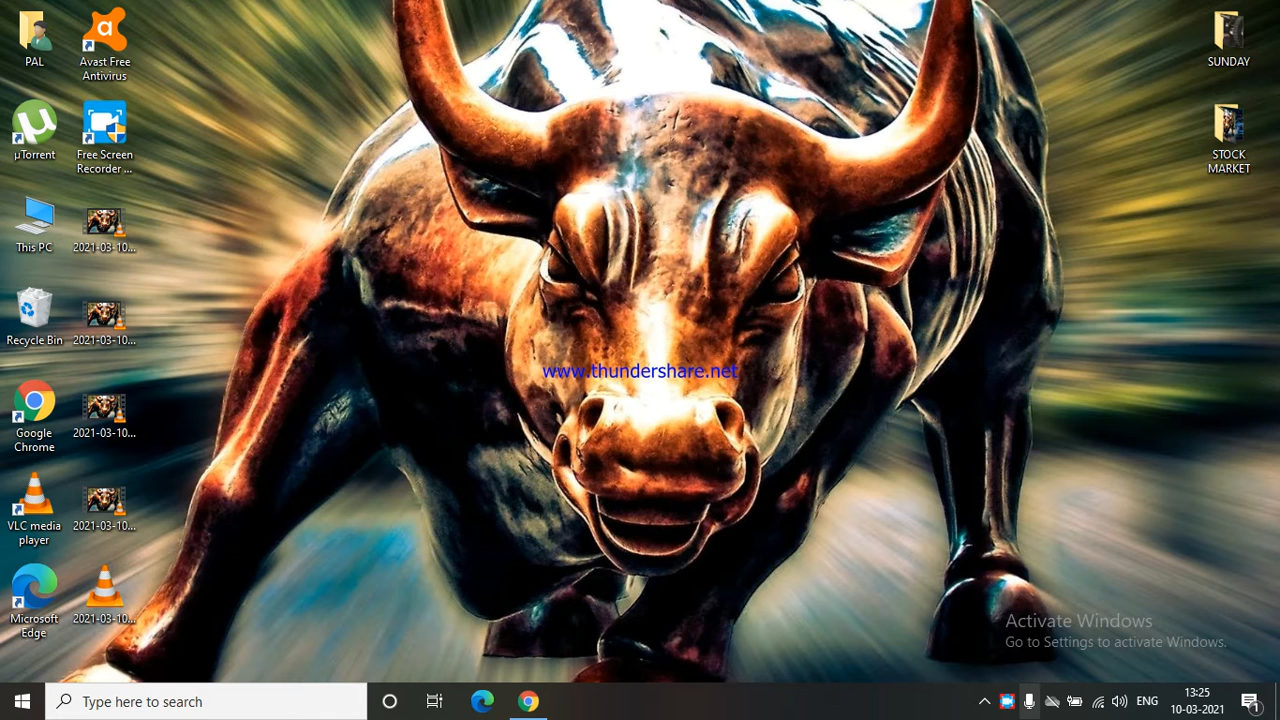 PAL
Avast Free
Antivirus
µTorrent
Free Screen
Recorder ...
This PC
2021-03-10...
Recycle Bin
2021-03-10...
Google
Chrome
2021-03-10...
VLC media
player
2021-03-10...
Microsoft
Edge
2021-03-10...
SUNDAY
STOCK
MARKET
www.thundershare.net
Activate Windows
Go to Settings to activate Windows.
Type here to search
ENG
13:25
10-03-2021
1